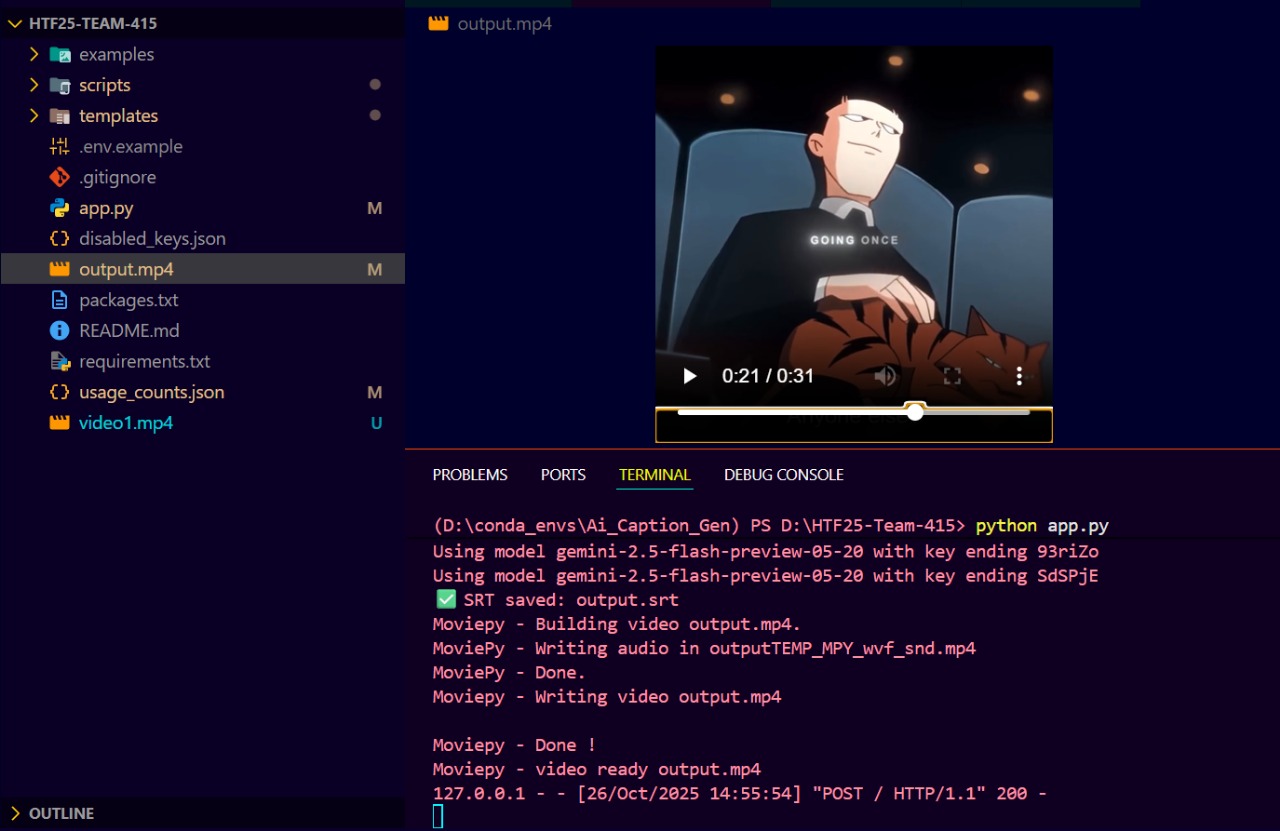 HTF25-TEAM-415
examples
scripts
templates
.env.example
.gitignore
app.py M
disabled_keys.json
output.mp4 M
packages.txt
README.md
requirements.txt
usage_counts.json M
video1.mp4 U
OUTLINE
output.mp4
GOING ONCE
0:21 / 0:31
PROBLEMS PORTS TERMINAL DEBUG CONSOLE
(D:\conda_envs\Ai_Caption_Gen) PS D:\HTF25-Team-415> python app.py
Using model gemini-2.5-flash-preview-05-20 with key ending 93riZo
Using model gemini-2.5-flash-preview-05-20 with key ending SdSPjE
✅ SRT saved: output.srt
Moviepy - Building video output.mp4.
MoviePy - Writing audio in outputTEMP_MPY_wvf_snd.mp4
MoviePy - Done.
Moviepy - Writing video output.mp4
Moviepy - Done !
Moviepy - video ready output.mp4
127.0.0.1 - - [26/Oct/2025 14:55:54] "POST / HTTP/1.1" 200 -